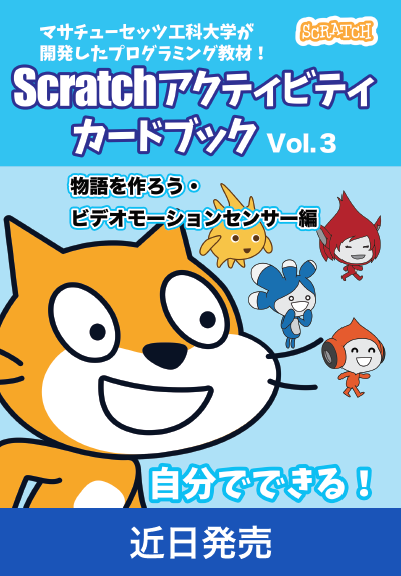 マサチューセッツ工科大学が
開発したプログラミング教材！
SCRATCH
Scratchアクティビティ
カードブック Vol.3
物語を作ろう・
ビデオモーションセンサー編
自分でできる！
近日発売